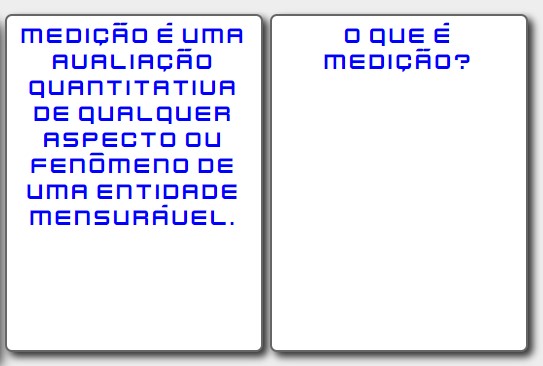 MEDIÇÃO É UMA
AVALIAÇÃO
QUANTITATIVA
DE QUALQUER
ASPECTO OU
FENÔMENO DE
UMA ENTIDADE
MENSURÁVEL.
O QUE É
MEDIÇÃO?